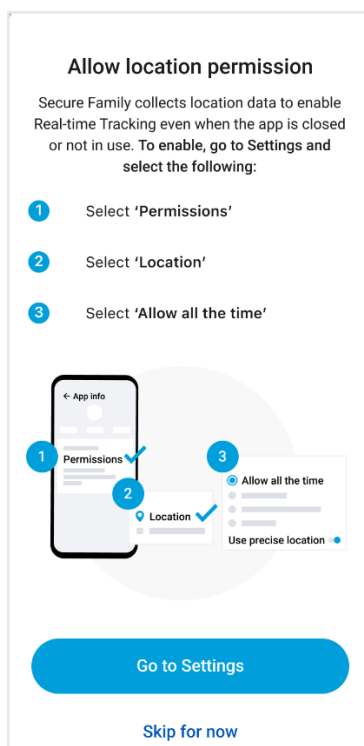 Allow location permission
Secure Family collects location data to enable
Real-time Tracking even when the app is closed
or not in use. To enable, go to Settings and
select the following:
1 Select ‘Permissions’
2 Select ‘Location’
3 Select ‘Allow all the time’
← App info
1 Permissions
2
Location
3
Allow all the time
Use precise location
Go to Settings
Skip for now